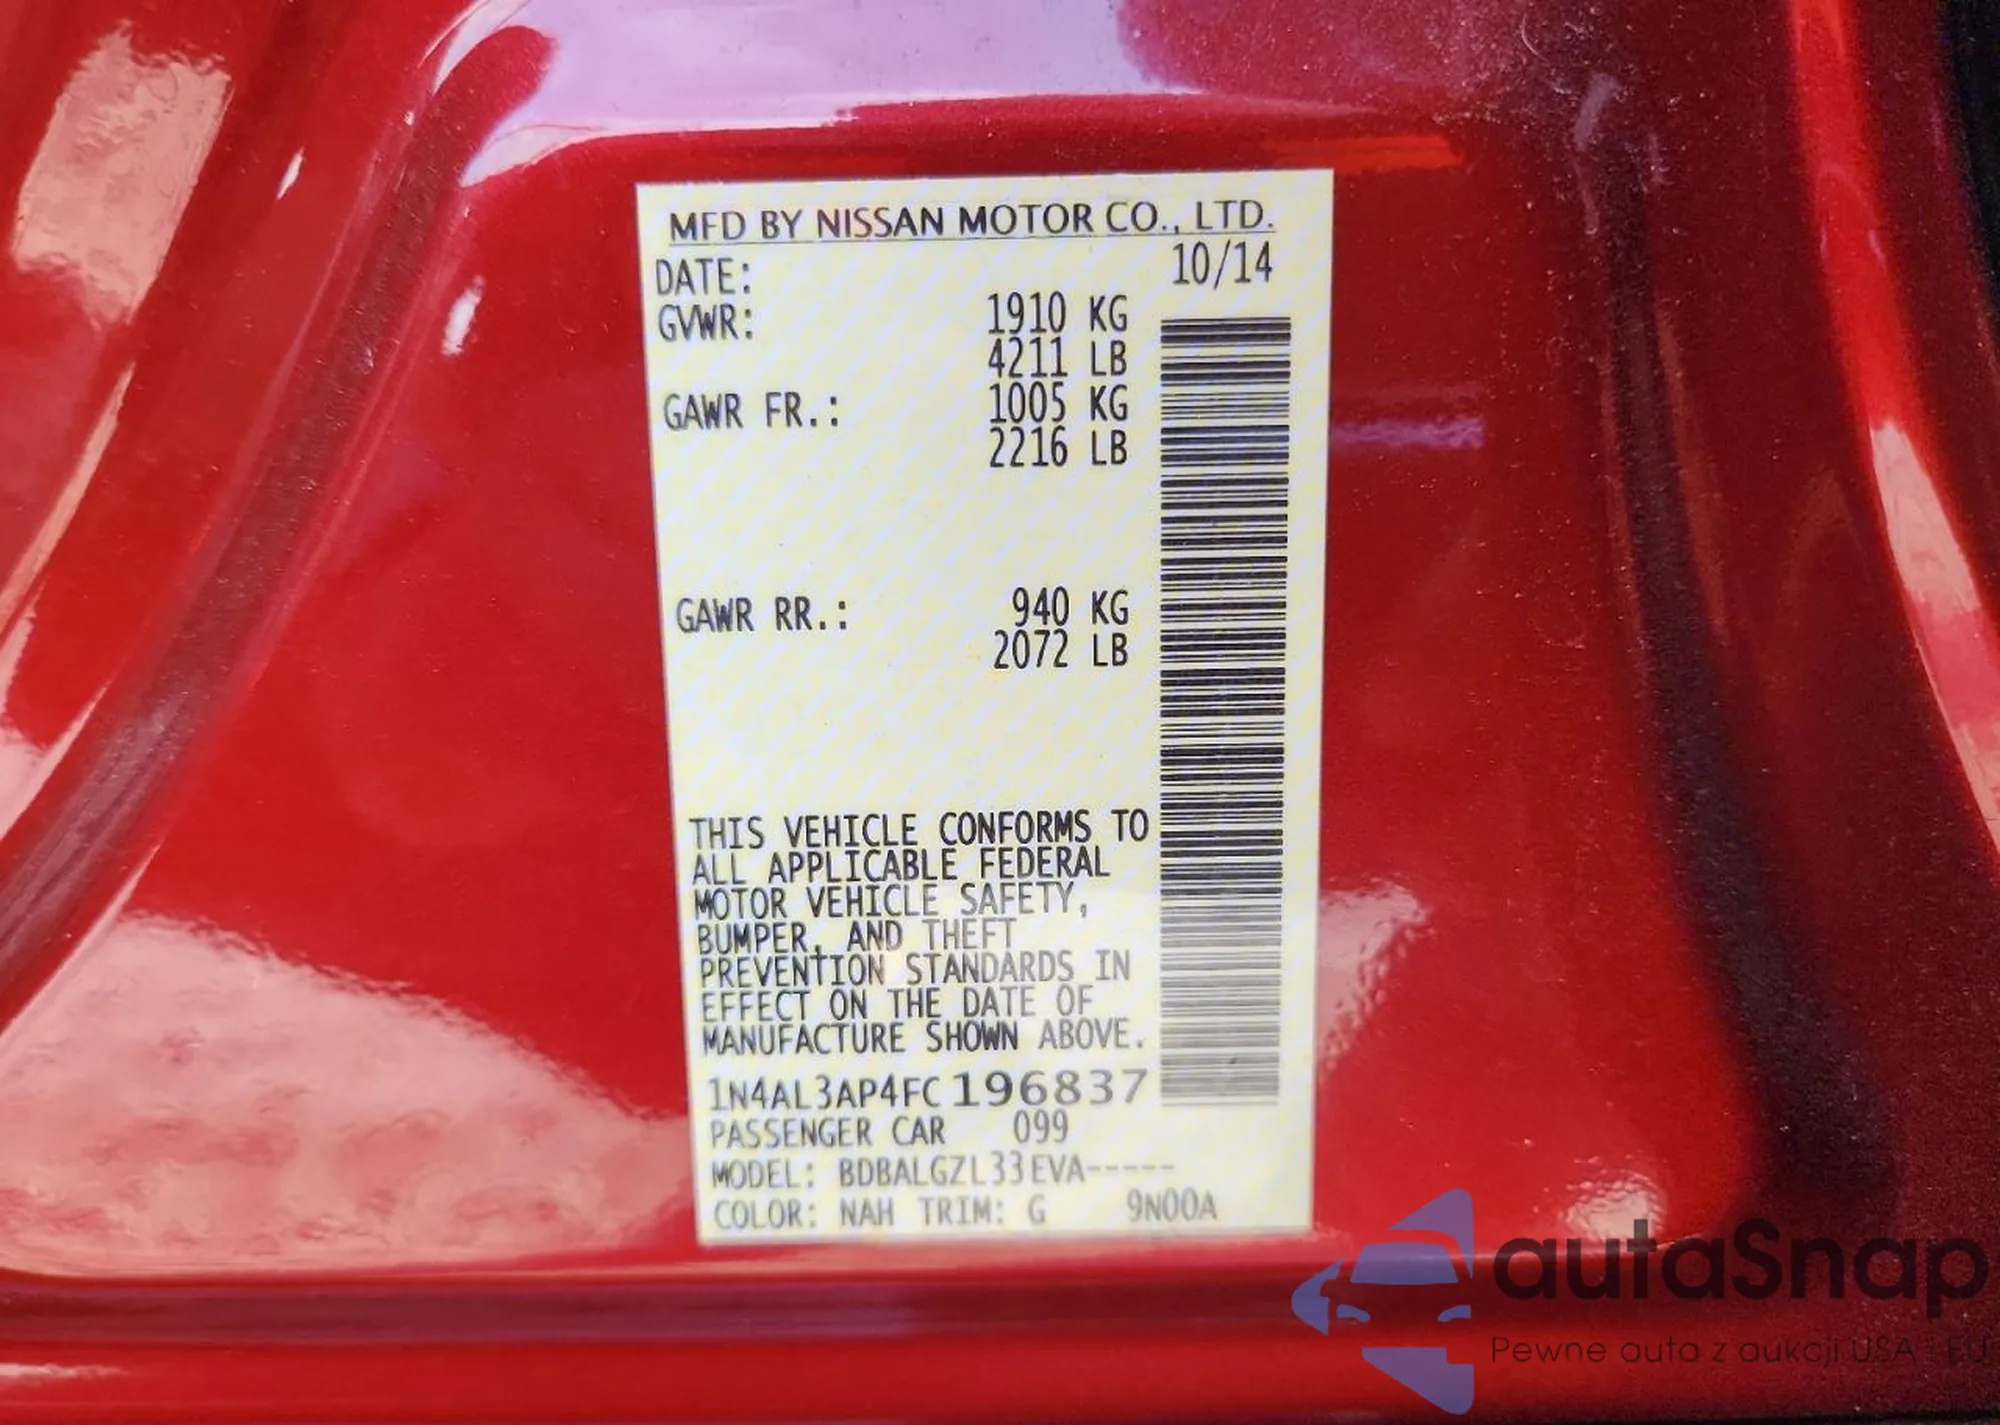 MFD BY NISSAN MOTOR CO., LTD.
DATE: 10/14
GVWR: 1910 KG
4211 LB
GAWR FR.: 1005 KG
2216 LB
GAWR RR.: 940 KG
2072 LB
THIS VEHICLE CONFORMS TO
ALL APPLICABLE FEDERAL
MOTOR VEHICLE SAFETY,
BUMPER, AND THEFT
PREVENTION STANDARDS IN
EFFECT ON THE DATE OF
MANUFACTURE SHOWN ABOVE.
1N4AL3AP4FC196837
PASSENGER CAR 099
MODEL: BDBALGZL33EVA-----
COLOR: NAH TRIM: G 9N00A
autaSnap
Pewne auta z aukcji USA i EU